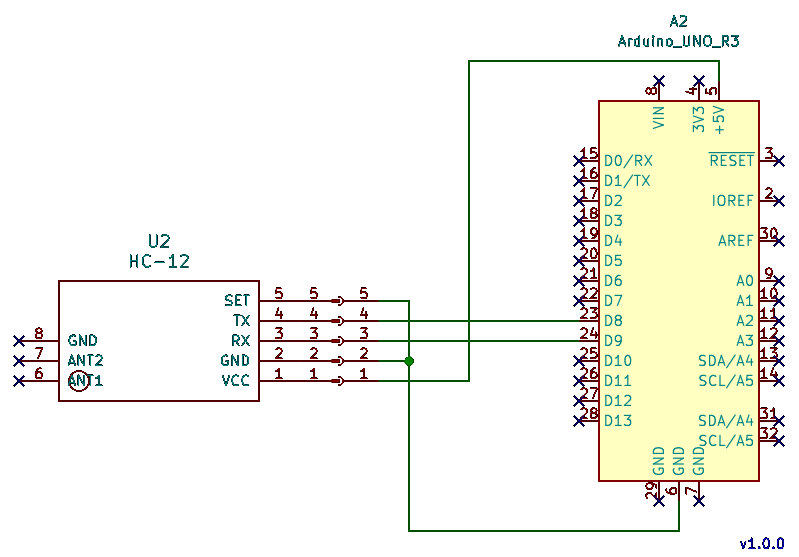 A2
Arduino_UNO_R3
8 4 5
VIN 3V3 +5V
15 D0/RX RESET 3
16 D1/TX
17 D2 IOREF 2
18 D3
19 D4 AREF 30
20 D5
21 D6 A0 9
22 D7 A1 10
23 D8 A2 11
24 D9 A3 12
25 D10 SDA/A4 13
26 D11 SCL/A5 14
27 D12
28 D13 SDA/A4 31
SCL/A5 32
GND GND GND
29 6 7
U2
HC-12
SET 5 5 5
TX 4 4 4
8 GND RX 3 3 3
7 ANT2 GND 2 2 2
6 ANT1 VCC 1 1 1
v1.0.0